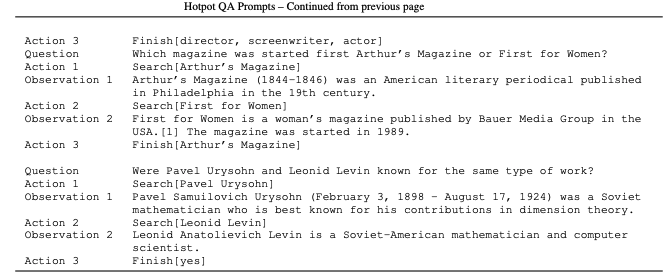 Hotpot QA Prompts – Continued from previous page
Action 3 Finish[director, screenwriter, actor]
Question Which magazine was started first Arthur's Magazine or First for Women?
Action 1 Search[Arthur's Magazine]
Observation 1 Arthur's Magazine (1844-1846) was an American literary periodical published
in Philadelphia in the 19th century.
Action 2 Search[First for Women]
Observation 2 First for Women is a woman's magazine published by Bauer Media Group in the
USA.[1] The magazine was started in 1989.
Action 3 Finish[Arthur's Magazine]
Question Were Pavel Urysohn and Leonid Levin known for the same type of work?
Action 1 Search[Pavel Urysohn]
Observation 1 Pavel Samuilovich Urysohn (February 3, 1898 - August 17, 1924) was a Soviet
mathematician who is best known for his contributions in dimension theory.
Action 2 Search[Leonid Levin]
Observation 2 Leonid Anatolievich Levin is a Soviet-American mathematician and computer
scientist.
Action 3 Finish[yes]